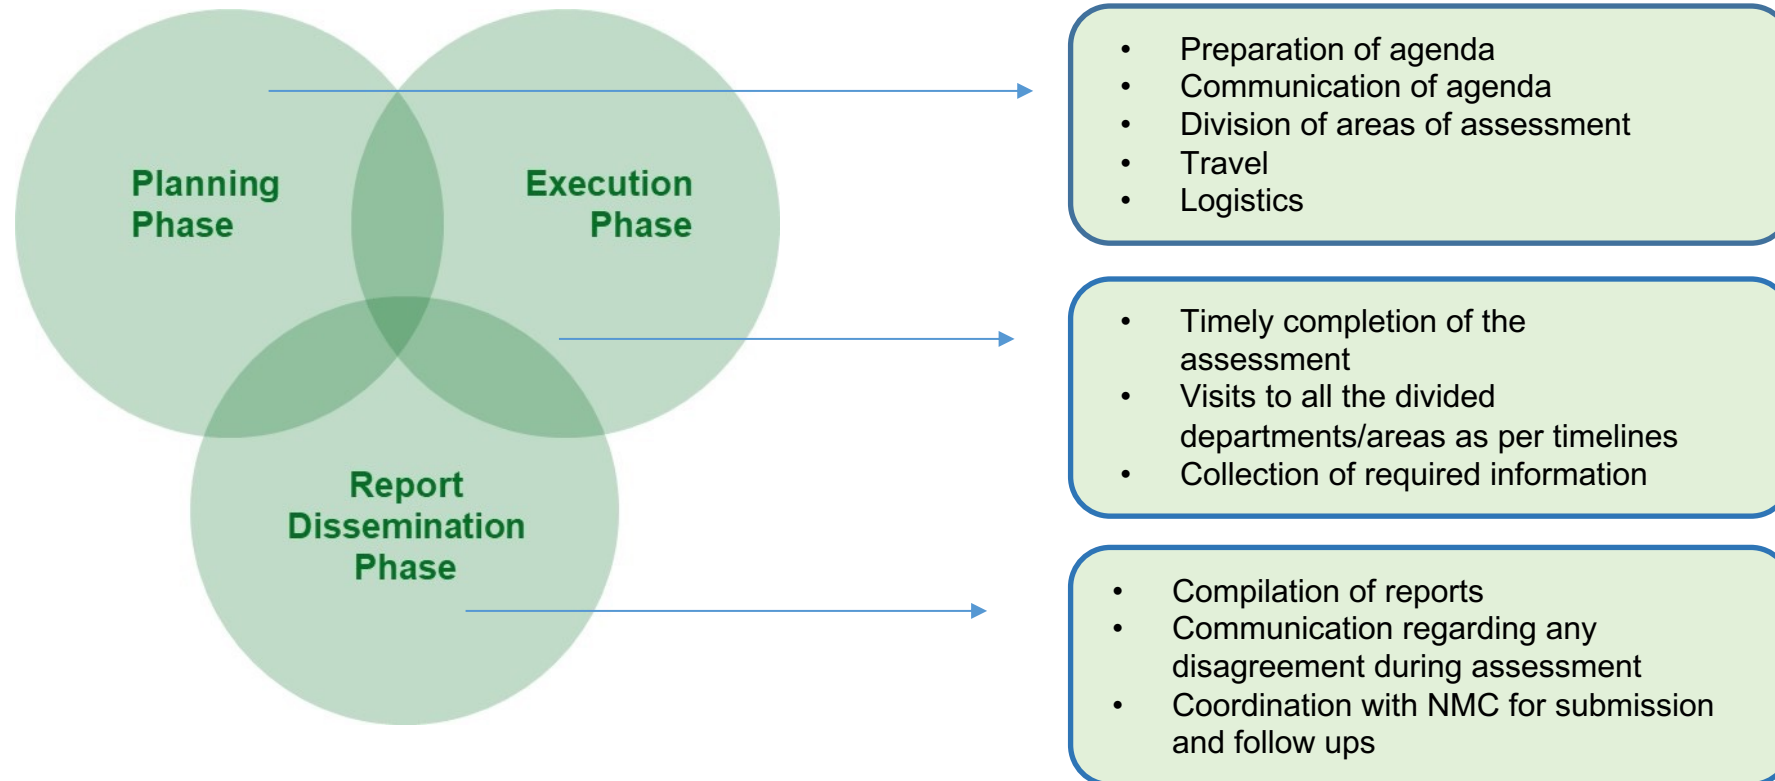 Planning
Phase
Execution
Phase
Report
Dissemination
Phase
• Preparation of agenda
• Communication of agenda
• Division of areas of assessment
• Travel
• Logistics
• Timely completion of the
assessment
• Visits to all the divided
departments/areas as per timelines
• Collection of required information
• Compilation of reports
• Communication regarding any
disagreement during assessment
• Coordination with NMC for submission
and follow ups